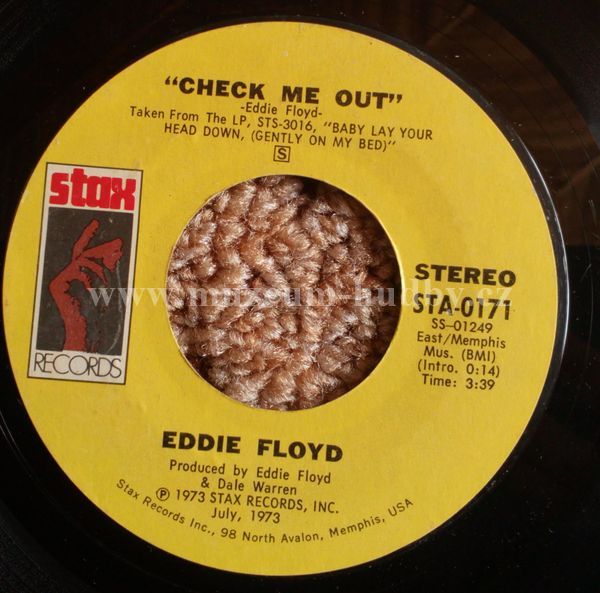 "CHECK ME OUT"
-Eddie Floyd-
Taken From The LP, STS-3016, "BABY LAY YOUR
HEAD DOWN, (GENTLY ON MY BED)"
S
stax
RECORDS
STEREO
STA-0171
SS-01249
East/Memphis
Mus. (BMI)
(Intro. 0:14)
Time: 3:39
www.museum-hudby.cz
EDDIE FLOYD
Produced by Eddie Floyd
& Dale Warren
℗ 1973 STAX RECORDS, INC.
July, 1973
Stax Records Inc., 98 North Avalon, Memphis, USA